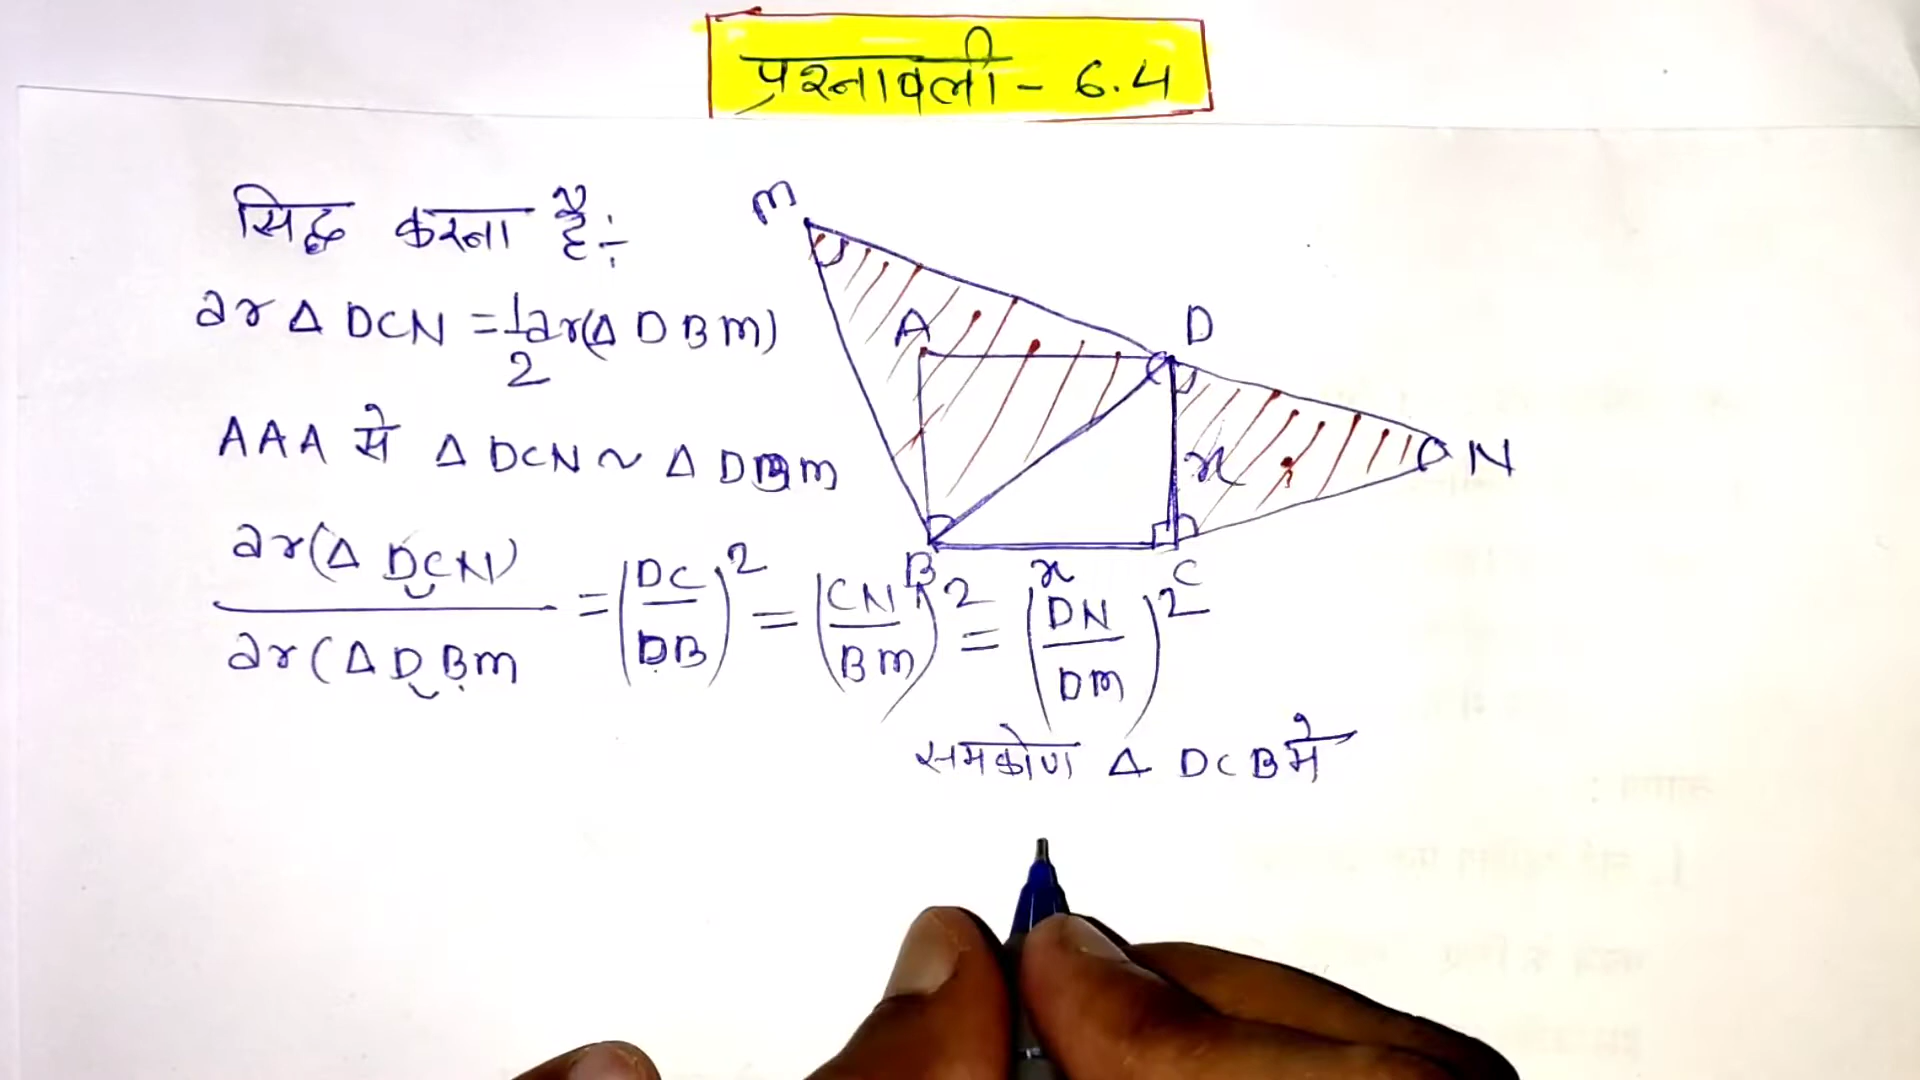 प्रश्नावली - 6.4
सिद्ध करना है :-
ar Δ DCN = 1/2 ar(Δ DBM)
AAA से Δ DCN ~ Δ DBM
ar(Δ DCN) / ar(Δ DBM = (DC/DB)2 = (CN/BM)2 = (DN/DM)2
समकोण Δ DCB में
M
A
D
x
N
B
x
C